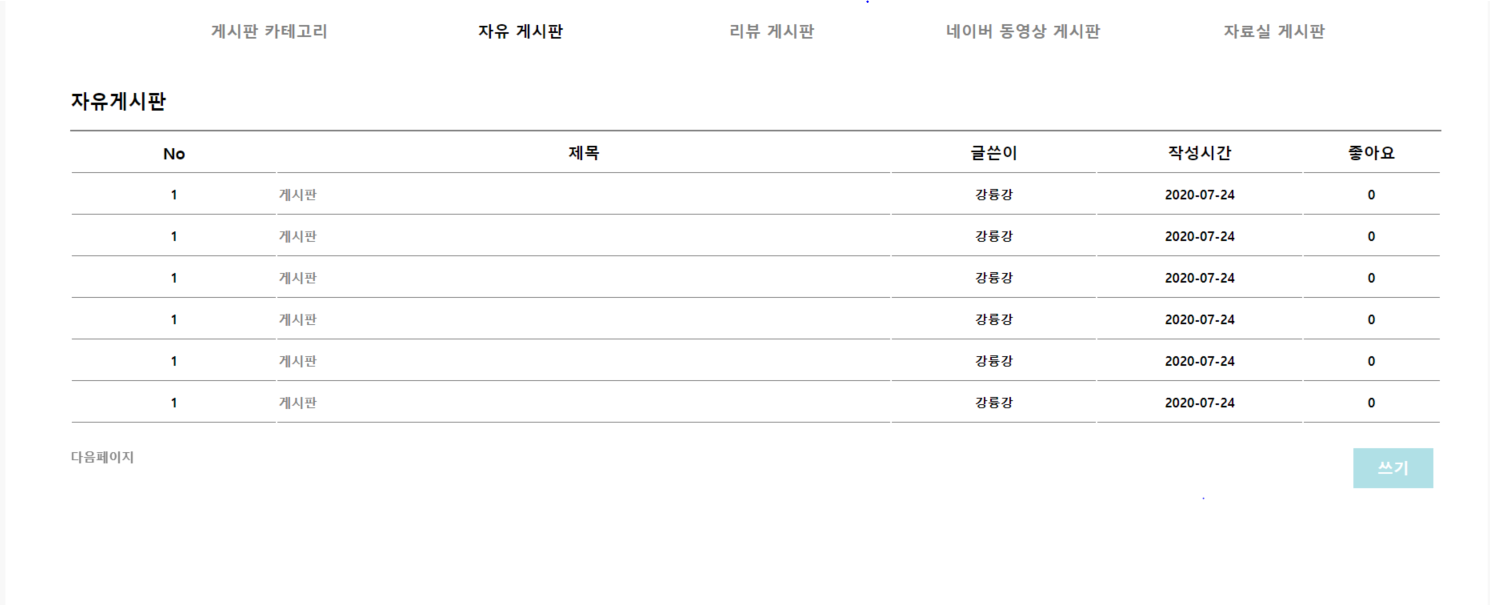 게시판 카테고리 자유 게시판 리뷰 게시판 네이버 동영상 게시판 자료실 게시판
자유게시판
No 제목 글쓴이 작성시간 좋아요
1 게시판 강륭강 2020-07-24 0
1 게시판 강륭강 2020-07-24 0
1 게시판 강륭강 2020-07-24 0
1 게시판 강륭강 2020-07-24 0
1 게시판 강륭강 2020-07-24 0
1 게시판 강륭강 2020-07-24 0
다음페이지 쓰기